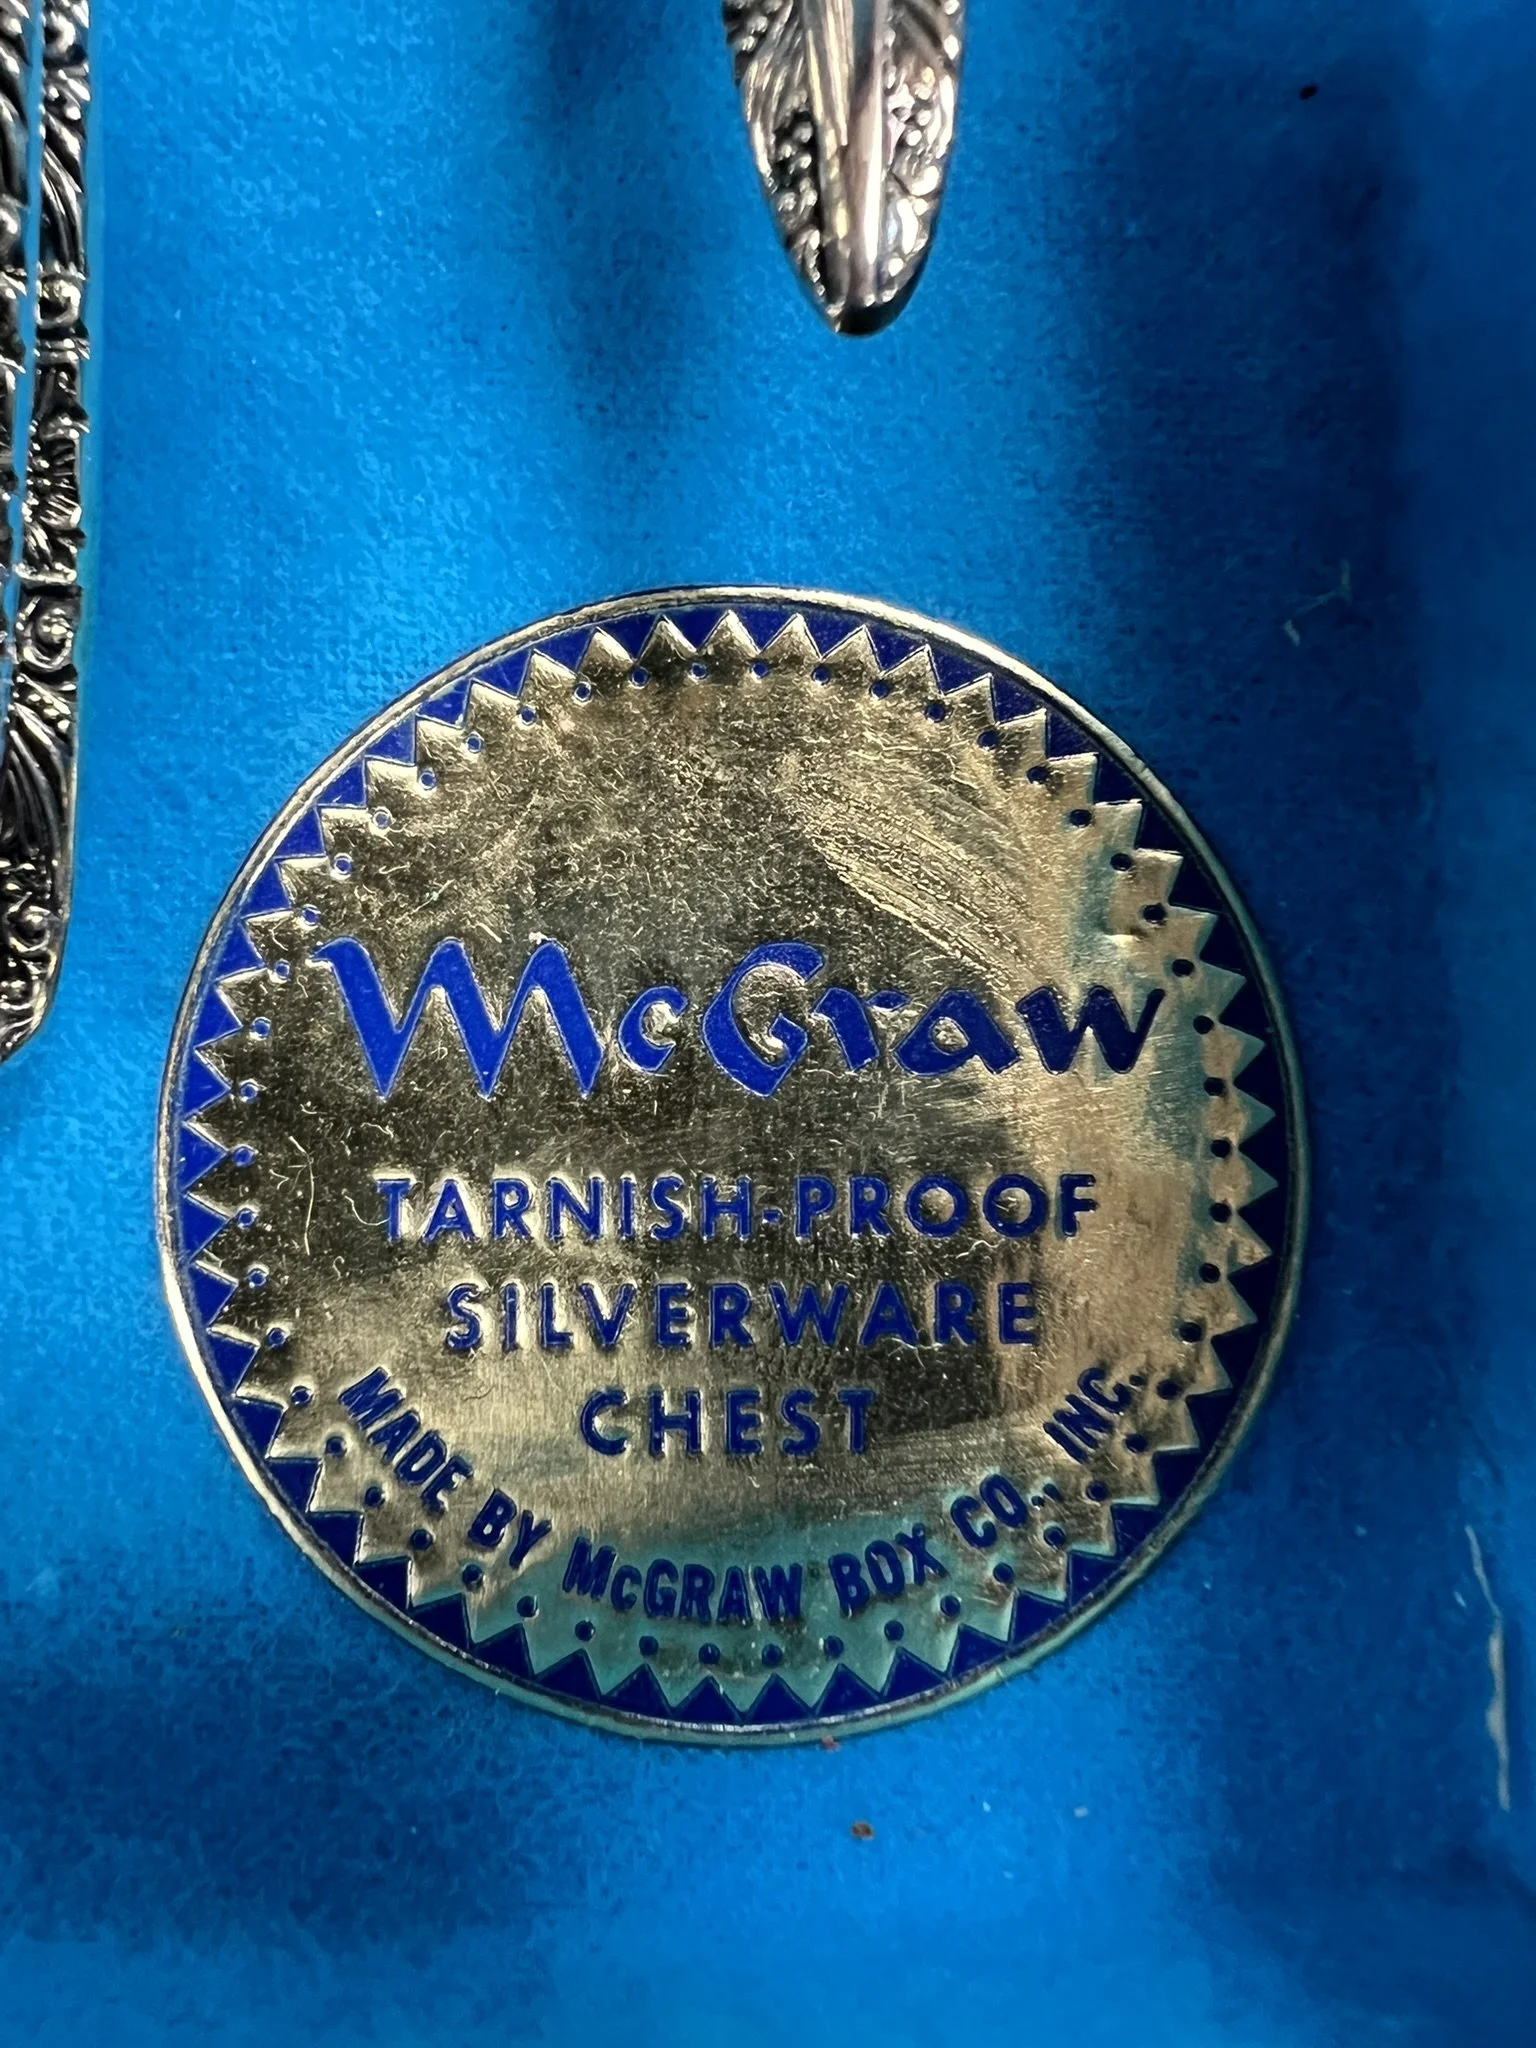 McGraw
TARNISH-PROOF
SILVERWARE
CHEST
MADE BY McGRAW BOX CO., INC.